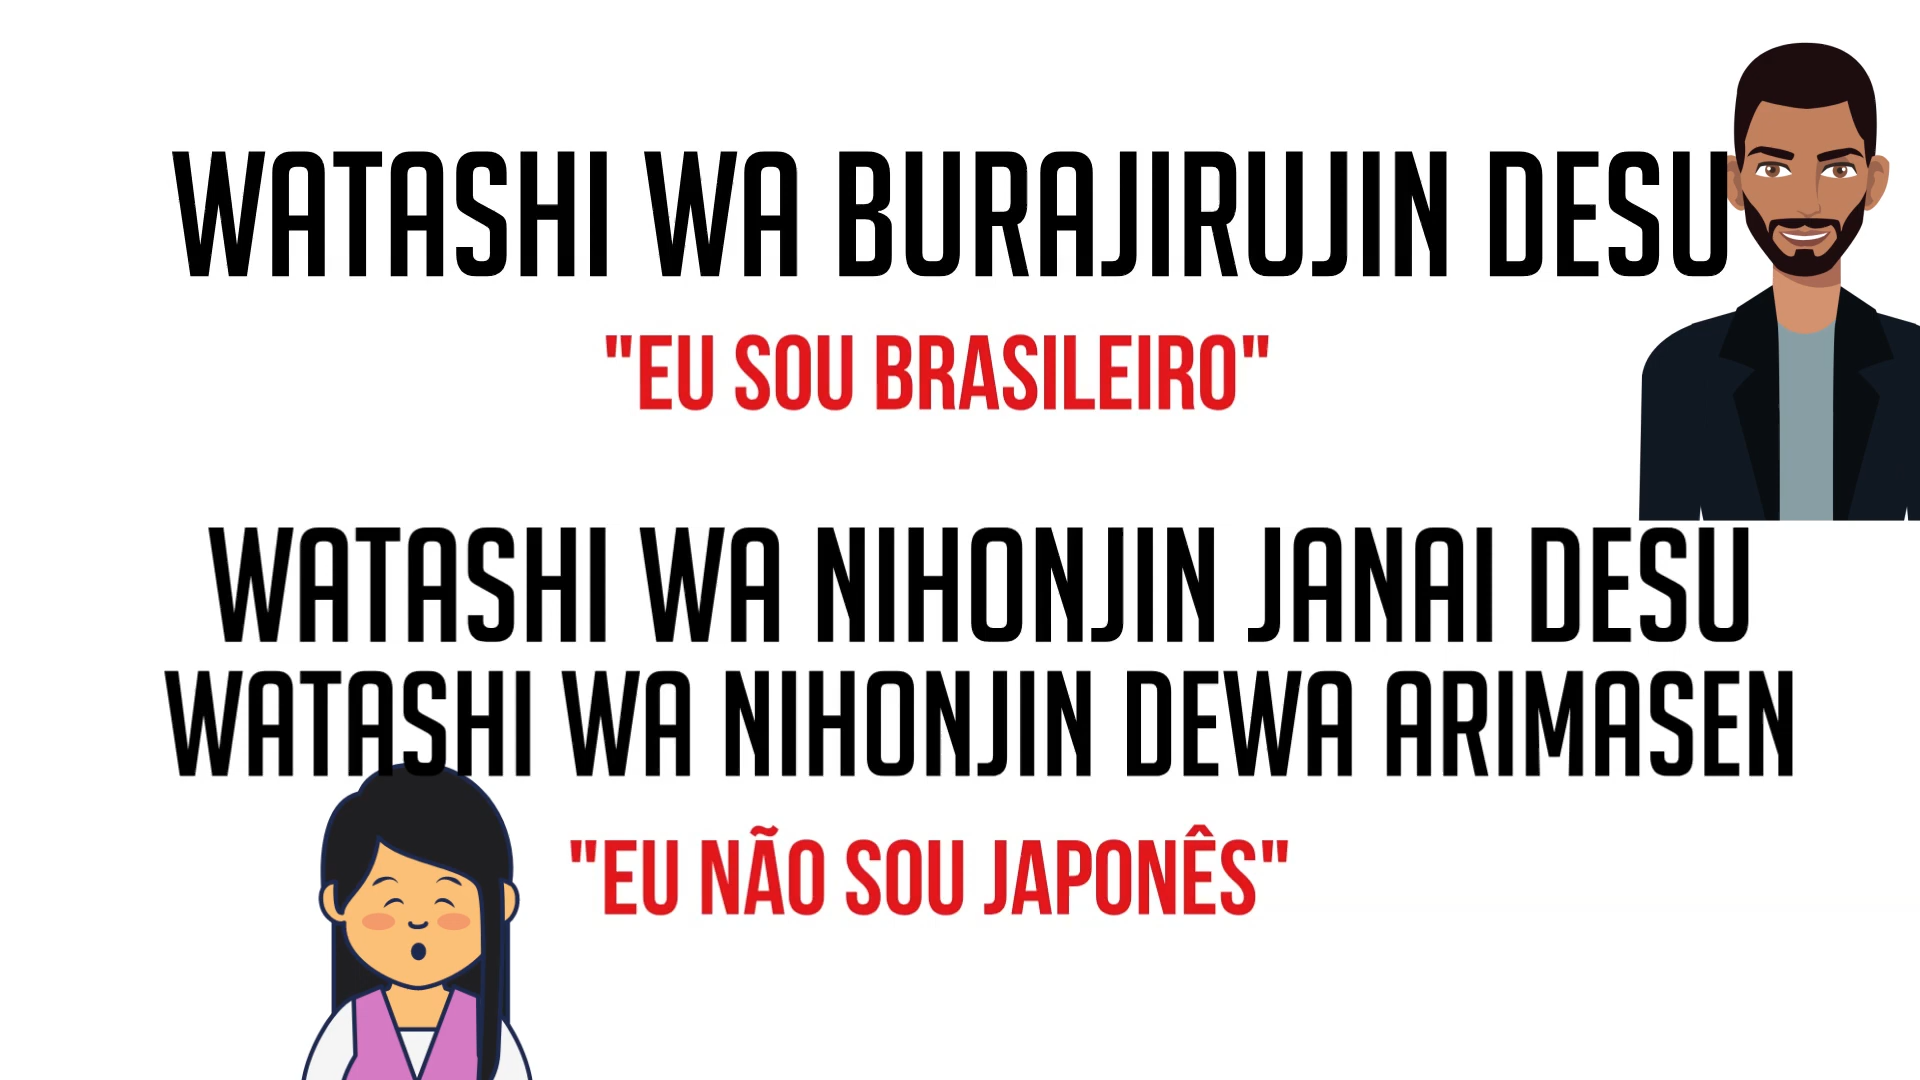 WATASHI WA BURAJIRUJIN DESU
"EU SOU BRASILEIRO"
WATASHI WA NIHONJIN JANAI DESU
WATASHI WA NIHONJIN DEWA ARIMASEN
"EU NÃO SOU JAPONÊS"